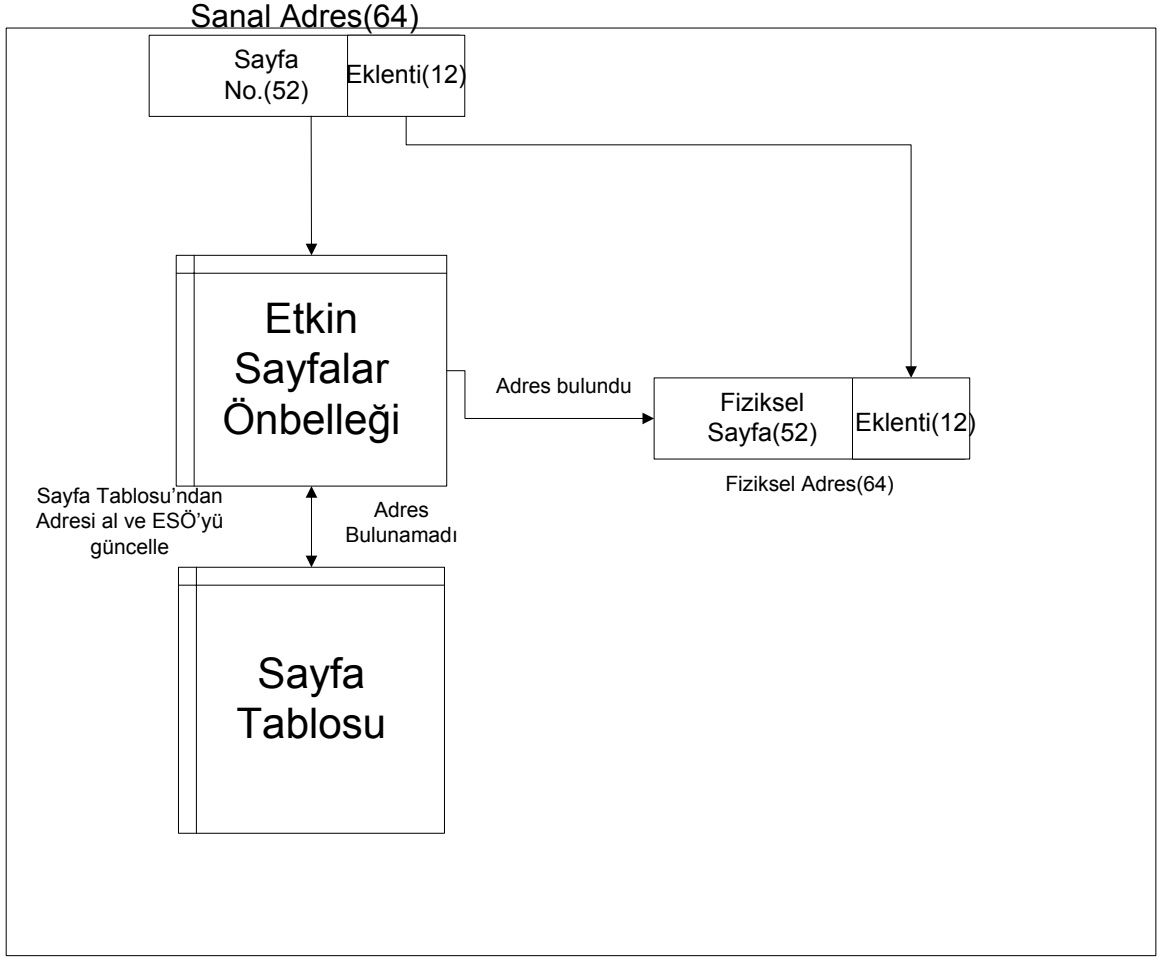 Sanal Adres(64)
Sayfa
No.(52)
Eklenti(12)
Etkin
Sayfalar
Önbelleği
Adres bulundu
Fiziksel
Sayfa(52)
Eklenti(12)
Fiziksel Adres(64)
Sayfa Tablosu'ndan
Adresi al ve ESÖ'yü
güncelle
Adres
Bulunamadı
Sayfa
Tablosu